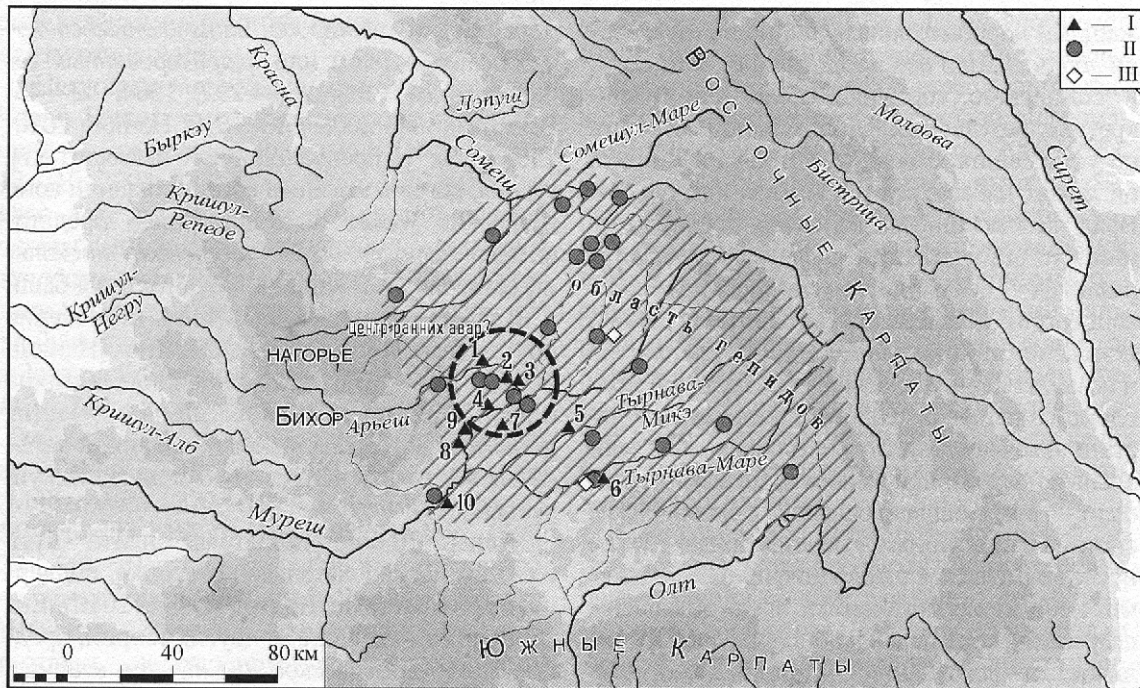 ▲ — I
● — II
◇ — III
Красна
Лэпуш
Быркэу
Сомеш
Сомешул-Маре
ВОСТОЧНЫЕ КАРПАТЫ
Молдова
Сирет
Бистрица
Кришул-
Репеде
Кришул-
Негру
область гепидов
центр ранних авар?
НАГОРЬЕ
БИХОР
1
2
3
4
5
6
7
8
9
10
Арьеш
Тырнава-
Микэ
Тырнава-Маре
Кришул-Алб
Муреш
Олт
ЮЖНЫЕ КАРПАТЫ
0 40 80 км